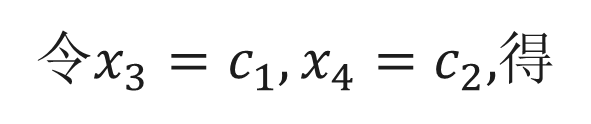 令x₃ = c₁, x₄ = c₂,得